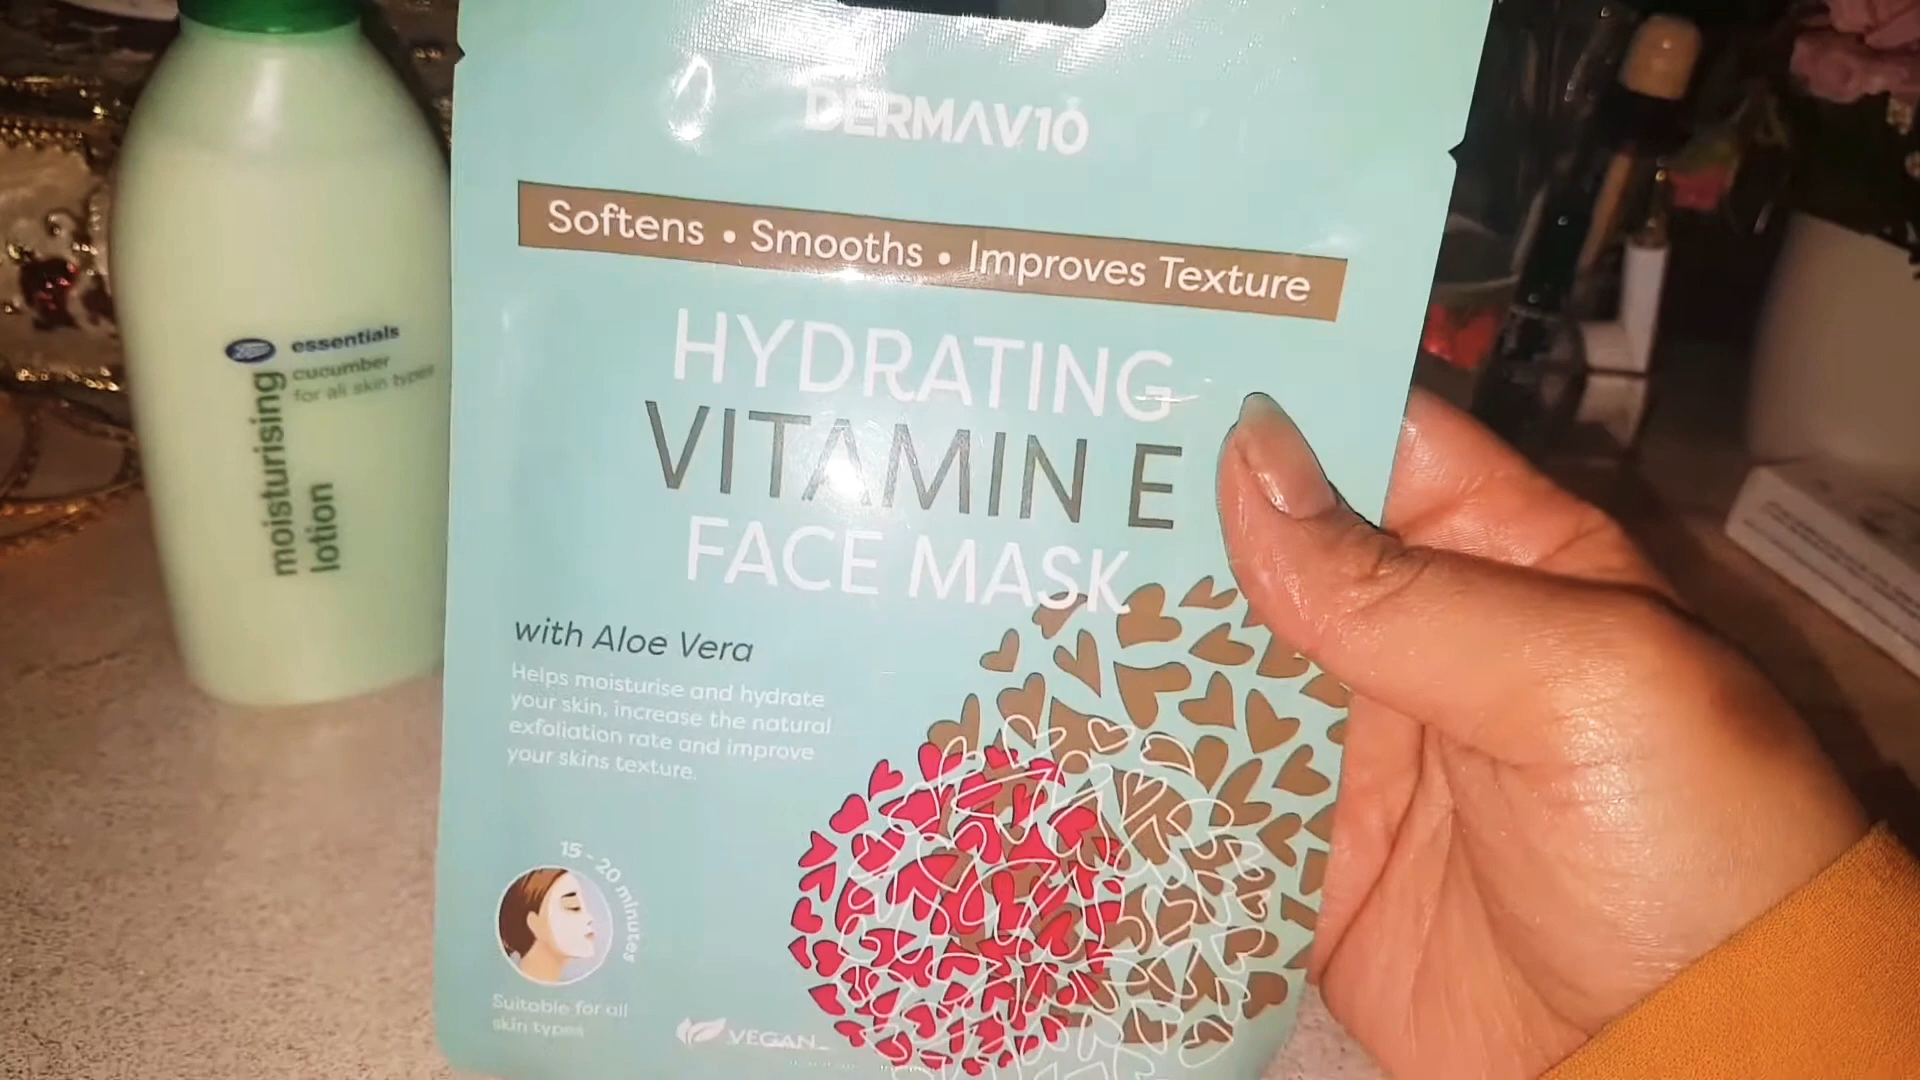 essentials
cucumber
for all skin types
moisturising
lotion
DERMAV10
Softens • Smooths • Improves Texture
HYDRATING
VITAMIN E
FACE MASK
with Aloe Vera
Helps moisturise and hydrate
your skin, increase the natural
exfoliation rate and improve
your skins texture.
15 - 20 minutes
Suitable for all
skin types
VEGAN